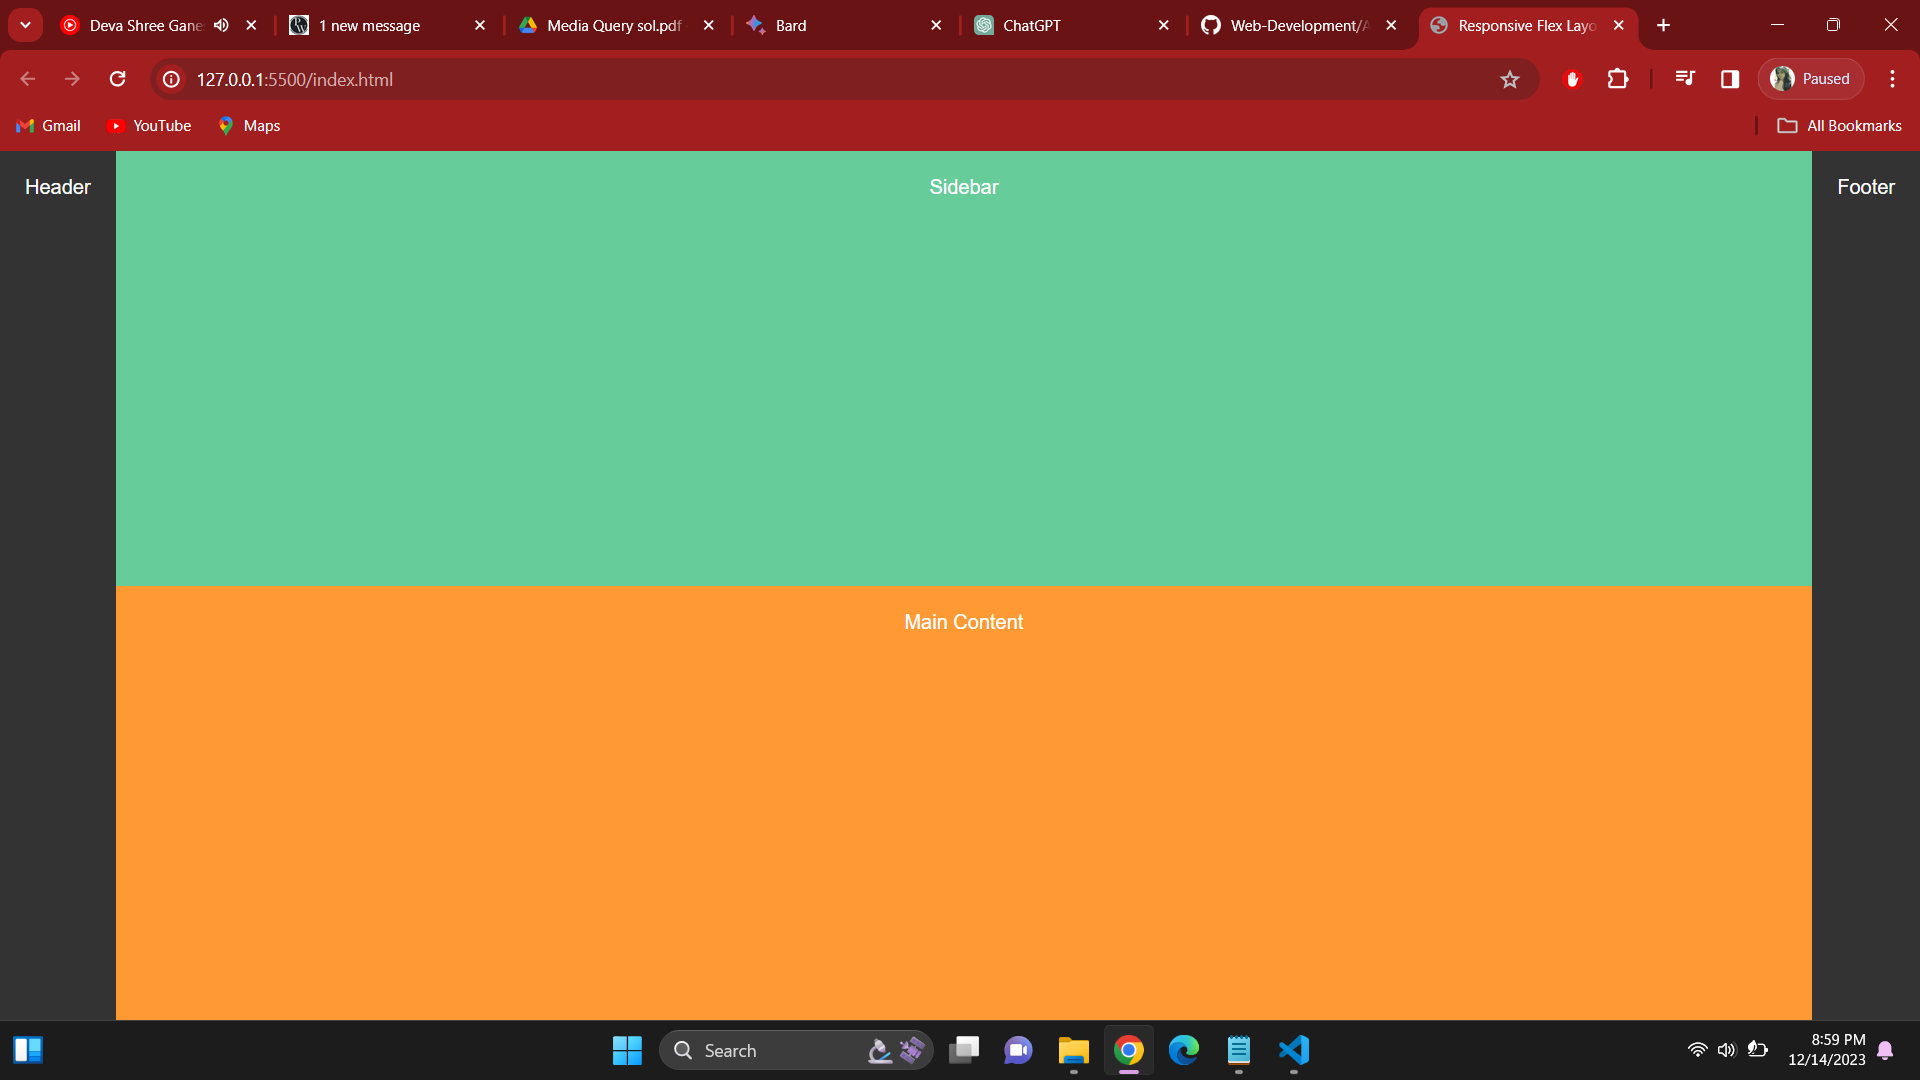 Deva Shree Gane
1 new message
Media Query sol.pdf
Bard
ChatGPT
Web-Development/A
Responsive Flex Layo
127.0.0.1:5500/index.html
Paused
Gmail
YouTube
Maps
All Bookmarks
Header
Sidebar
Footer
Main Content
Search
8:59 PM
12/14/2023